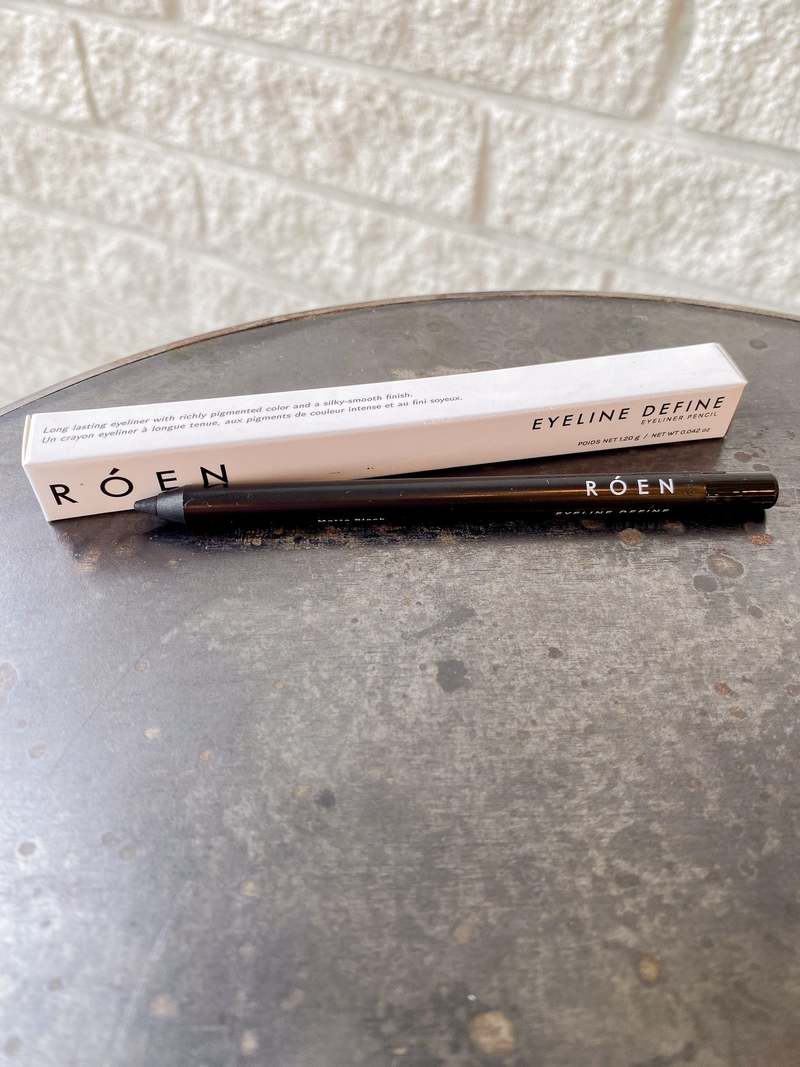 Long lasting eyeliner with richly pigmented color and a silky-smooth finish.
Un crayon eyeliner à longue tenue, aux pigments de couleur intense et au fini soyeux.
EYELINE DEFINE
EYELINER PENCIL
POIDS NET 1.20 g / NET WT 0.042 oz
RÓEN
RÓEN
EYELINE DEFINE
Matte Black